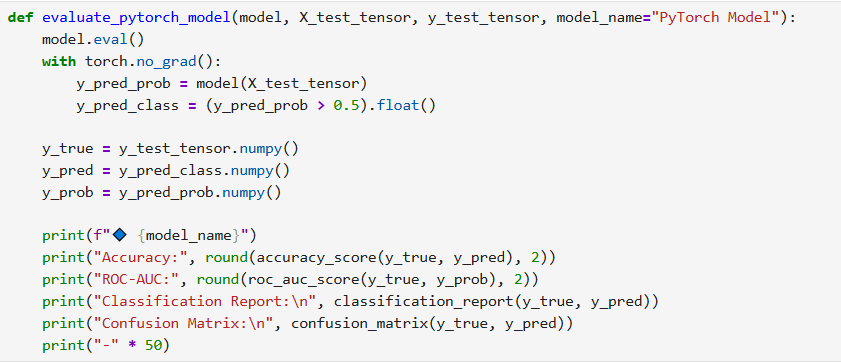 def evaluate_pytorch_model(model, X_test_tensor, y_test_tensor, model_name="PyTorch Model"):
    model.eval()
    with torch.no_grad():
        y_pred_prob = model(X_test_tensor)
        y_pred_class = (y_pred_prob > 0.5).float()

    y_true = y_test_tensor.numpy()
    y_pred = y_pred_class.numpy()
    y_prob = y_pred_prob.numpy()

    print(f"🔷 {model_name}")
    print("Accuracy:", round(accuracy_score(y_true, y_pred), 2))
    print("ROC-AUC:", round(roc_auc_score(y_true, y_prob), 2))
    print("Classification Report:\n", classification_report(y_true, y_pred))
    print("Confusion Matrix:\n", confusion_matrix(y_true, y_pred))
    print("-" * 50)